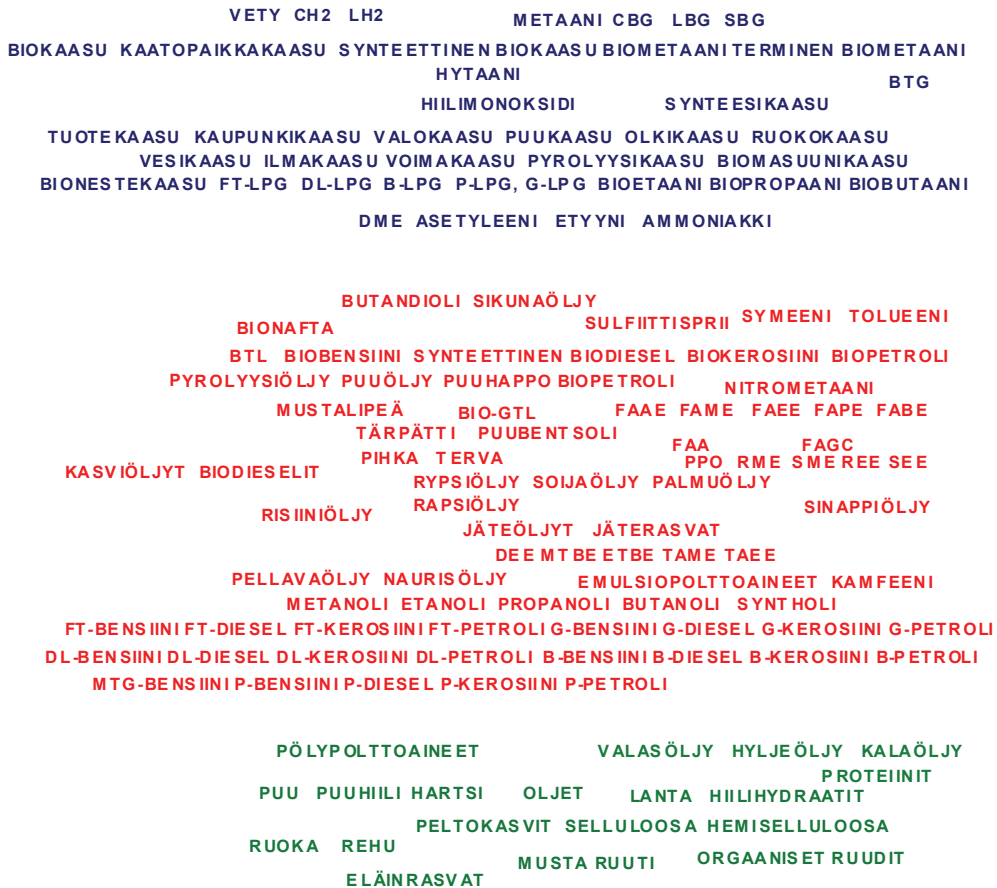 VETY CH2 LH2
METAANI CBG LBG SBG
BIOKAASU KAATOPAIKKAKAASU SYNTEETTINEN BIOKAASU BIOMETAANI TERMINEN BIOMETAANI
HYTAANI
BTG
HIILIMONOKSIDI SYNTEESIKAASU
TUOTEKAASU KAUPUNKIKAASU VALOKAASU PUUKAASU OLKIKAASU RUOKOKAASU
VESIKAASU ILMAKAASU VOIMAKAASU PYROLYYSIKAASU BIOMASUUNIKAASU
BIONESTEKAASU FT-LPG DL-LPG B-LPG P-LPG, G-LPG BIOETAANI BIOPROPAANI BIOBUTAANI
DME ASETYLEENI ETYYNI AMMONIAKKI
BUTANDIOLI SIKUNAÖLJY
BIONAFTA
SULFIITTISPRII
SYMEENI TOLUEENI
BTL BIOBENSIINI SYNTEETTINEN BIODIESEL BIOKEROSIINI BIOPETROLI
PYROLYYSIÖLJY PUUÖLJY PUUHAPPO BIOPETROLI
NITROMETAANI
MUSTALIPEÄ
BIO-GTL
FAAE FAME FAEE FAPE FABE
TÄRPÄTTI PUUBENTSOLI
FAA
FAGC
PIHKA TERVA
PPO RME SME REE SEE
KASVIÖLJYT BIODIESELIT
RYPSIÖLJY SOIJAÖLJY PALMUÖLJY
RAPSIÖLJY
SINAPPIÖLJY
RISIINIÖLJY
JÄTEÖLJYT JÄTERASVAT
DEE MTBE ETBE TAME TAEE
PELLAVAÖLJY NAURISÖLJY
EMULSIOPOLTTOAINEET KAMFEENI
METANOLI ETANOLI PROPANOLI BUTANOLI SYNTHOLI
FT-BENSIINI FT-DIESEL FT-KEROSIINI FT-PETROLI G-BENSIINI G-DIESEL G-KEROSIINI G-PETROLI
DL-BENSIINI DL-DIESEL DL-KEROSIINI DL-PETROLI B-BENSIINI B-DIESEL B-KEROSIINI B-PETROLI
MTG-BENSIINI P-BENSIINI P-DIESEL P-KEROSIINI P-PETROLI
PÖLYPOLTTOAINEET
VALASÖLJY HYLJEÖLJY KALAÖLJY
PROTEIINIT
PUU PUUHIILI HARTSI
OLJET
LANTA HIILIHYDRAATIT
PELTOKASVIT SELLULOOSA HEMISELLULOOSA
RUOKA REHU
MUSTA RUUTI
ORGAANISET RUUDIT
ELÄINRASVAT